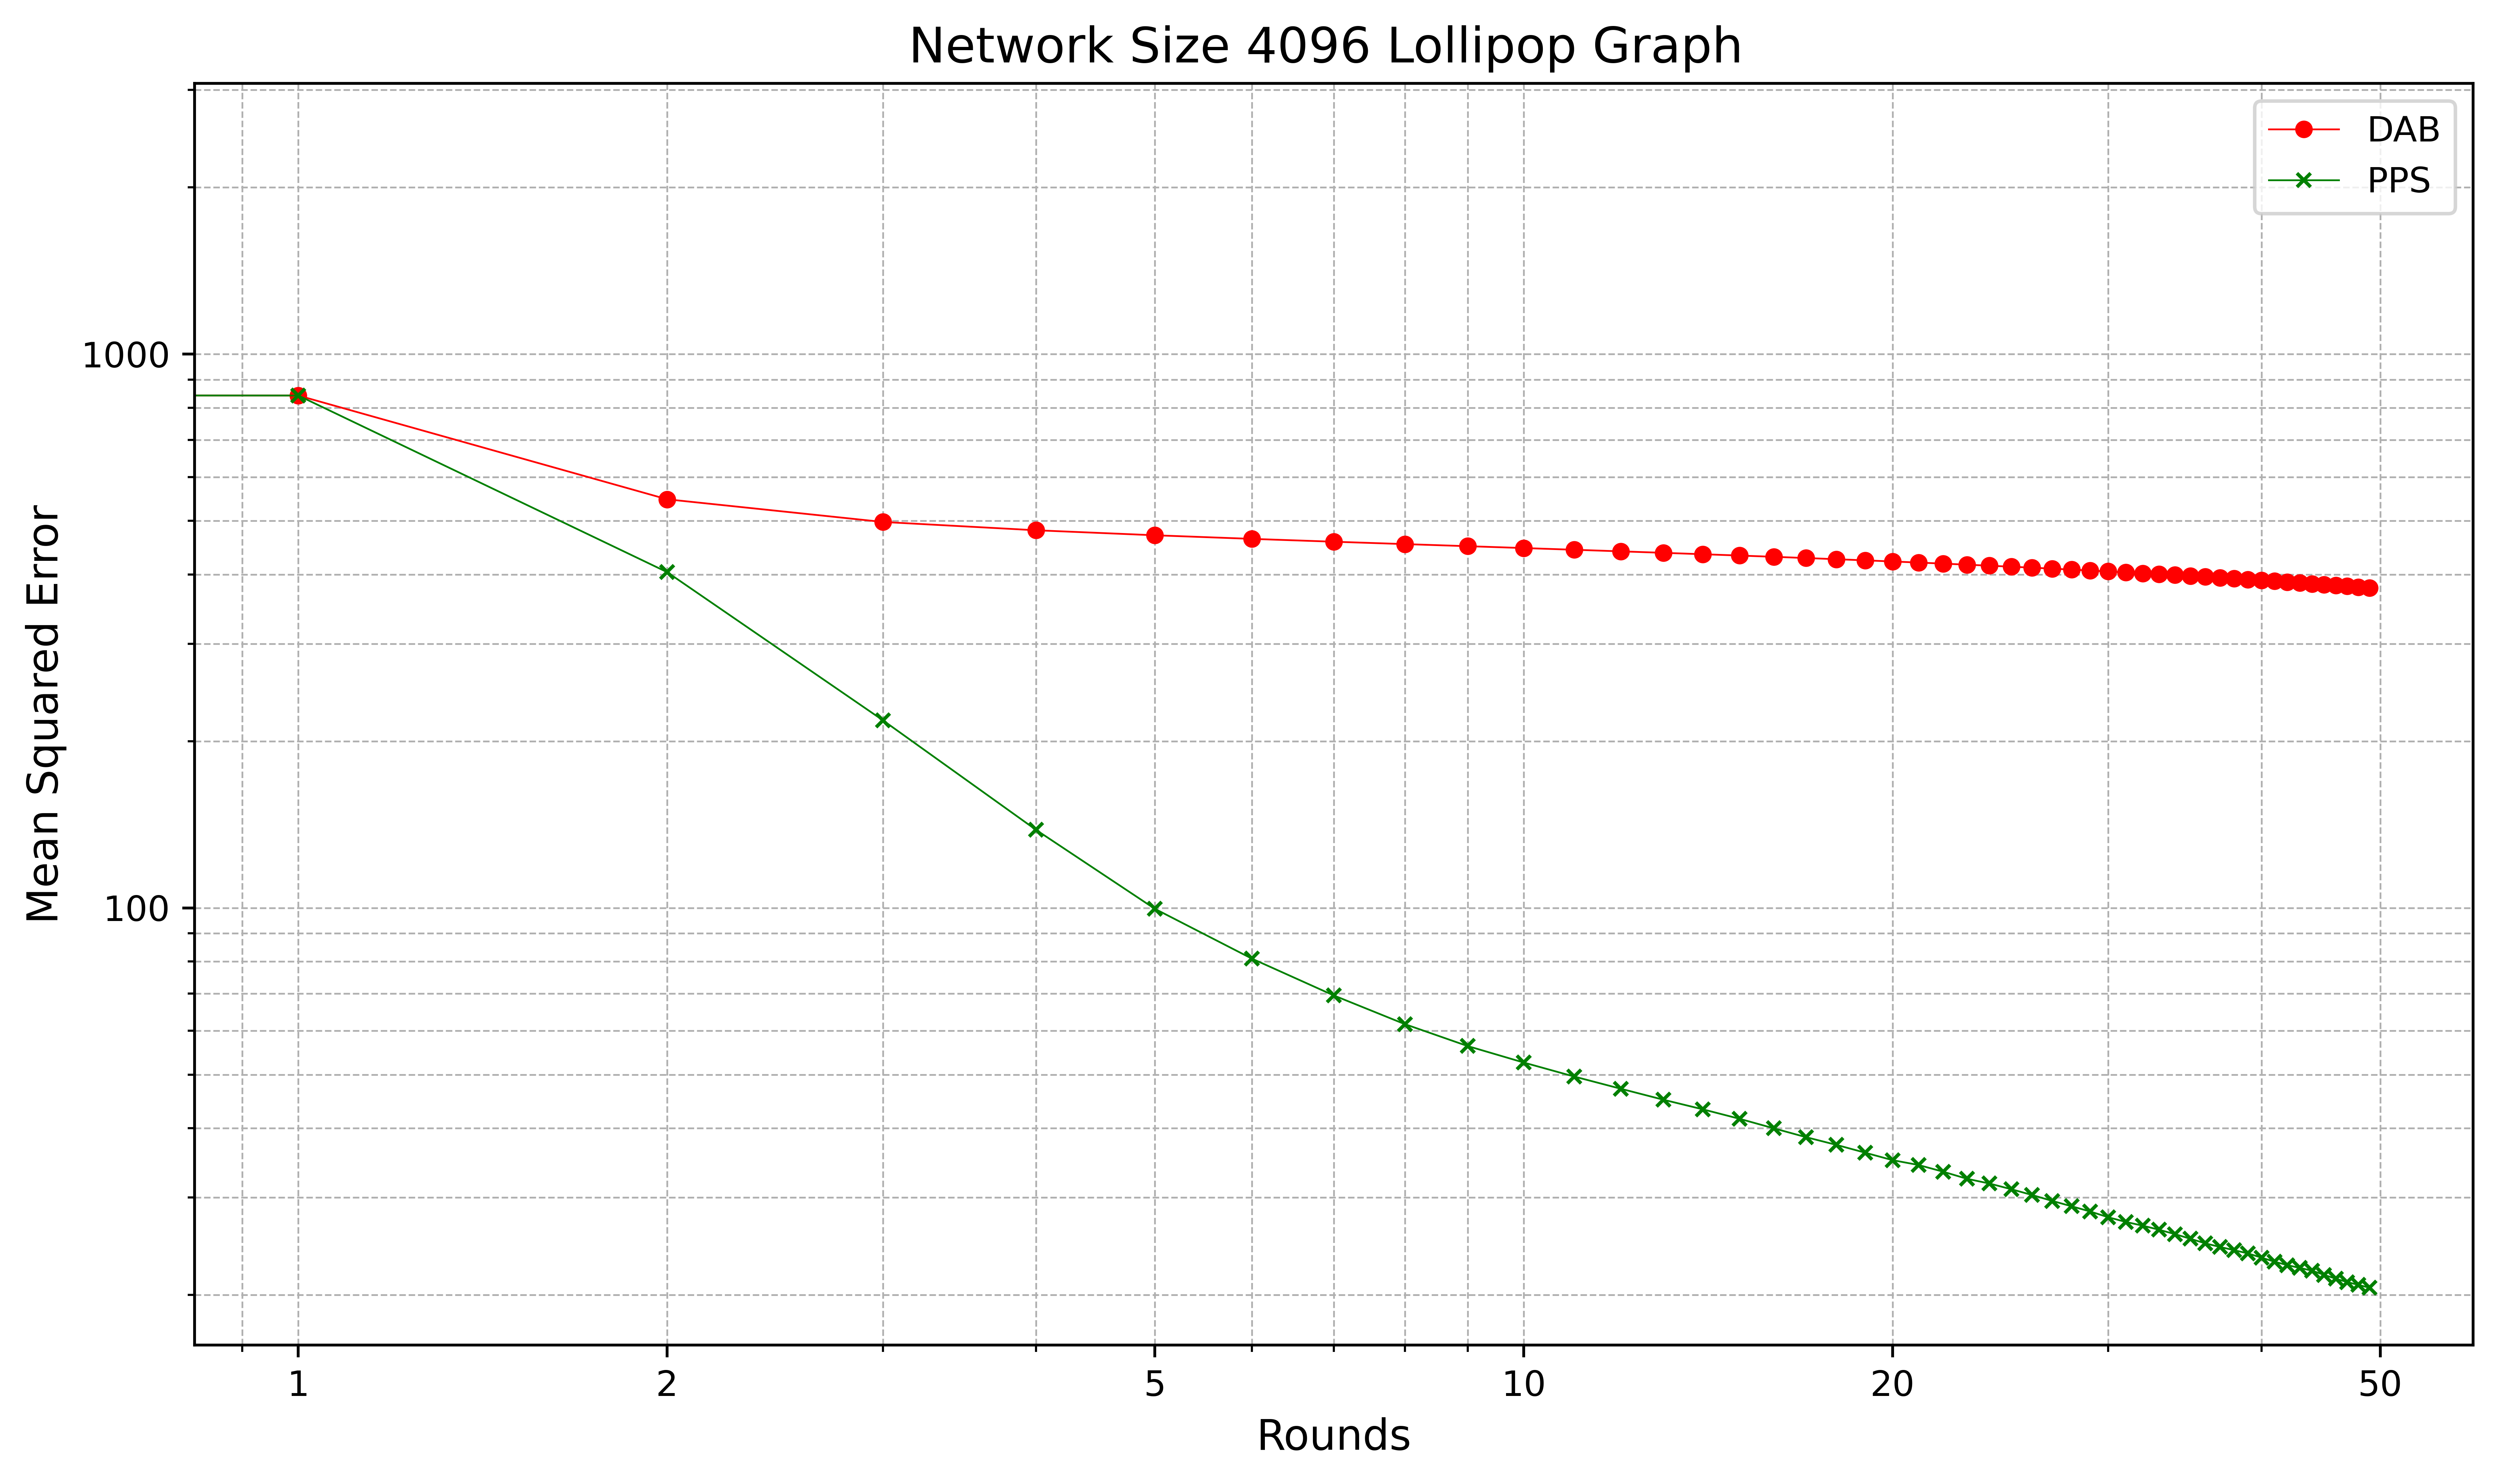 Network Size 4096 Lollipop Graph
DAB
PPS
1000
100
Mean Squared Error
1 2 5 10 20 50
Rounds